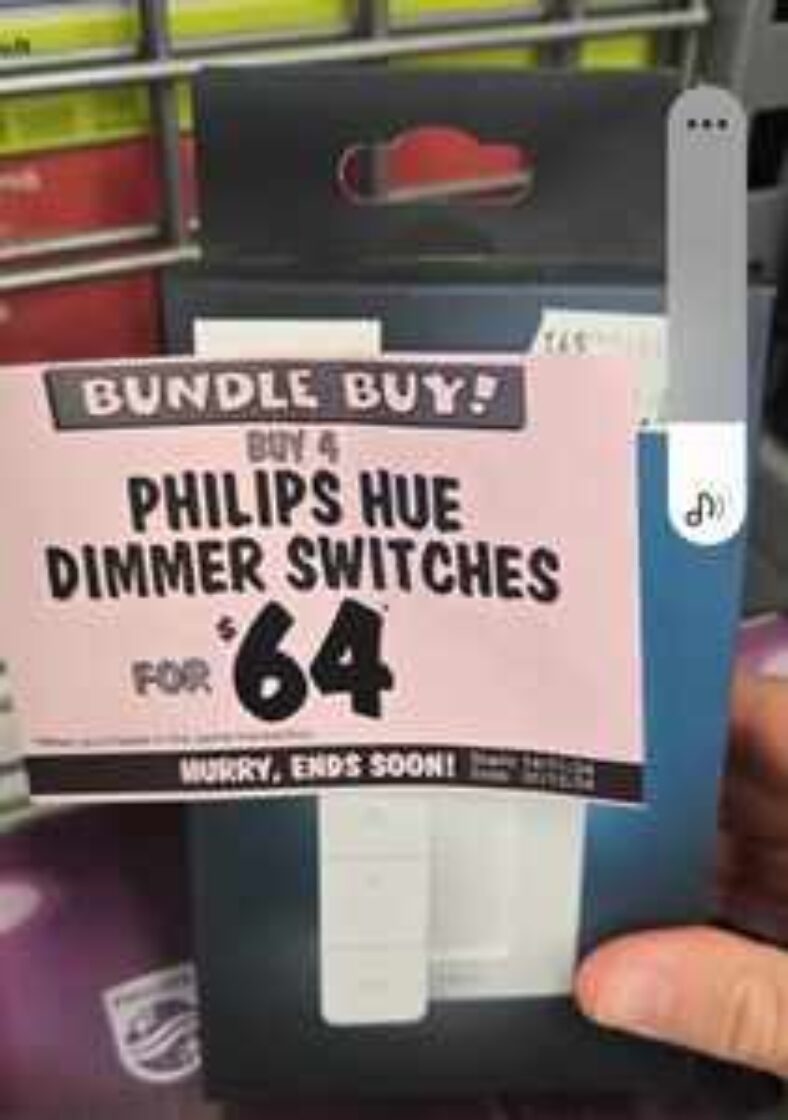 BUNDLE BUY!
BUY 4
PHILIPS HUE
DIMMER SWITCHES
FOR $64
HURRY, ENDS SOON!